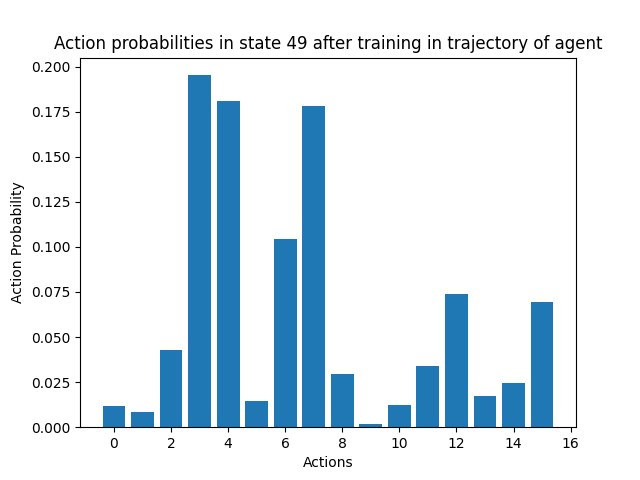 Action probabilities in state 49 after training in trajectory of agent
0.200
0.175
0.150
0.125
0.100
0.075
0.050
0.025
0.000
Action Probability
0 2 4 6 8 10 12 14 16
Actions